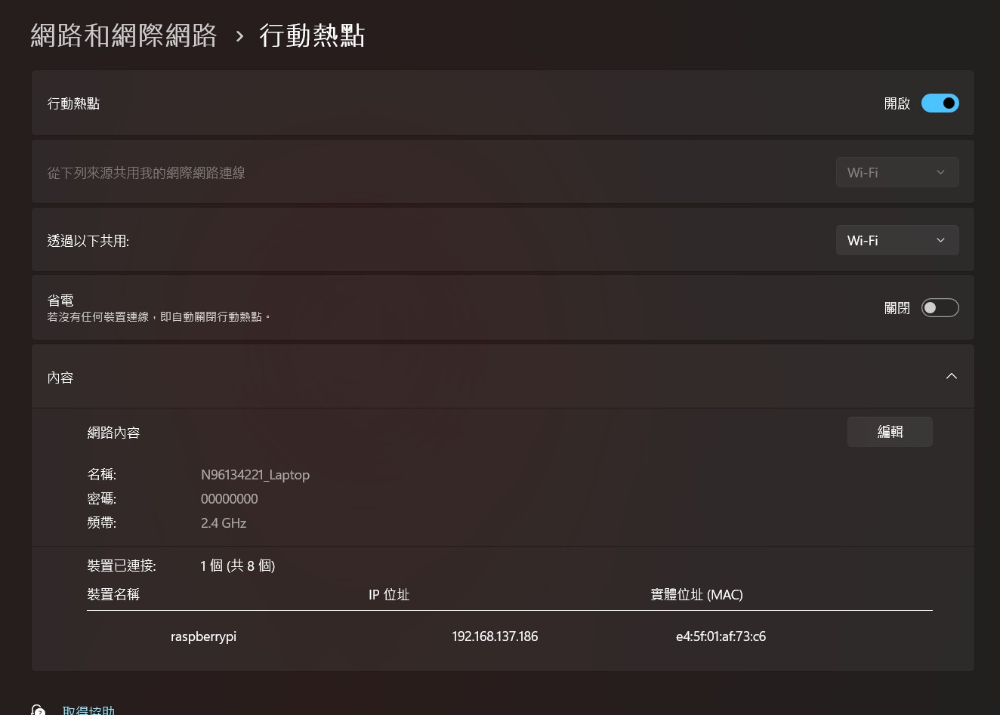 網路和網際網路 › 行動熱點
行動熱點 開啟
從下列來源共用我的網際網路連線 Wi-Fi
透過以下共用: Wi-Fi
省電
若沒有任何裝置連線，即自動關閉行動熱點。
關閉
內容
網路內容 編輯
名稱: N96134221_Laptop
密碼: 00000000
頻帶: 2.4 GHz
裝置已連接: 1 個 (共 8 個)
裝置名稱 IP 位址 實體位址 (MAC)
raspberrypi 192.168.137.186 e4:5f:01:af:73:c6
取得協助